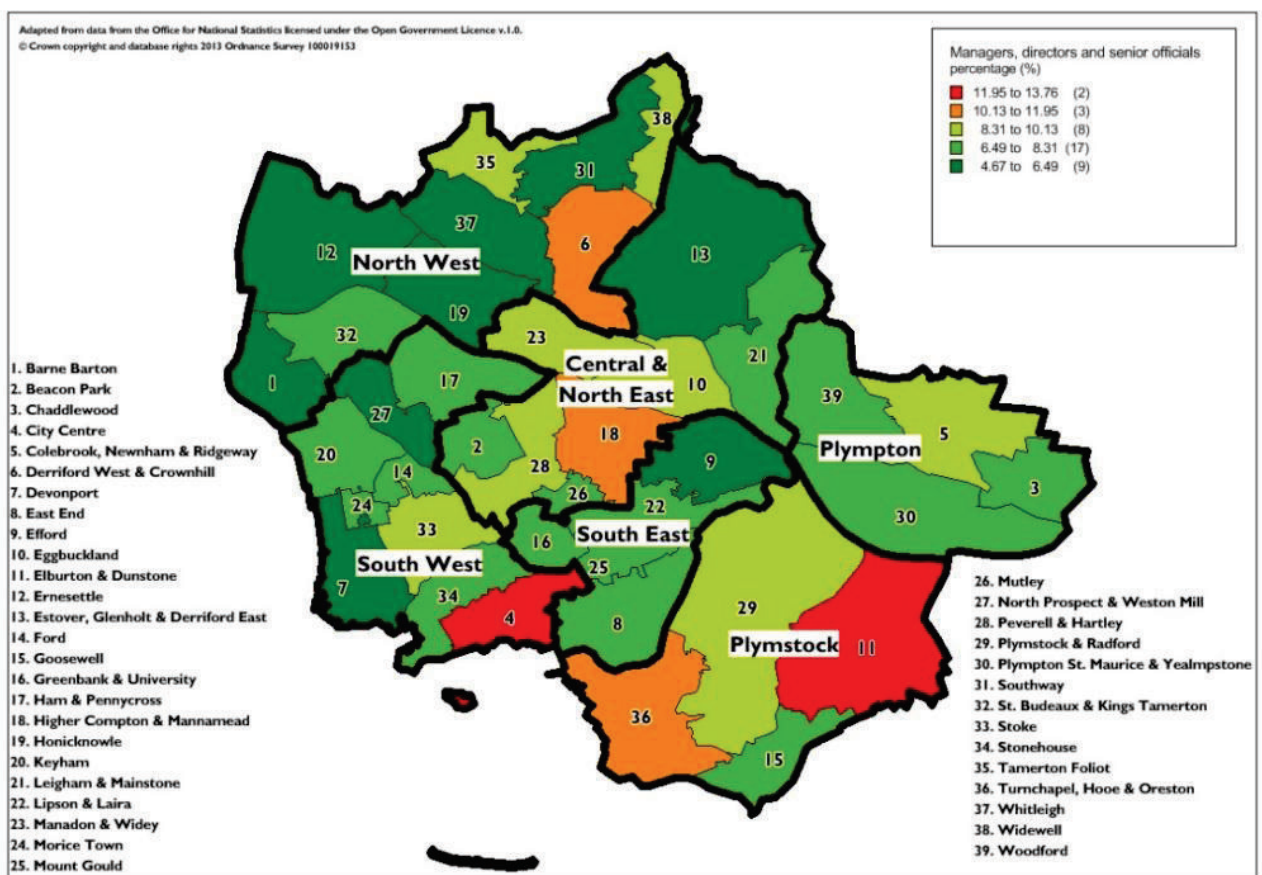 Adapted from data from the Office for National Statistics licensed under the Open Government Licence v.1.0.
© Crown copyright and database rights 2013 Ordnance Survey 100019153
Managers, directors and senior officials
percentage (%)
11.95 to 13.76 (2)
10.13 to 11.95 (3)
8.31 to 10.13 (8)
6.49 to 8.31 (17)
4.67 to 6.49 (9)
38
35
31
37
12
6
13
North West
19
32
23
21
Central &
North East
1
17
10
39
27
5
18
2
Plympton
20
28
9
14
3
26
24
22
30
33
South East
16
South West
25
7
34
29
4
8
Plymstock
11
36
15
1. Barne Barton
2. Beacon Park
3. Chaddlewood
4. City Centre
5. Colebrook, Newnham & Ridgeway
6. Derriford West & Crownhill
7. Devonport
8. East End
9. Efford
10. Eggbuckland
11. Elburton & Dunstone
12. Ernesettle
13. Estover, Glenholt & Derriford East
14. Ford
15. Goosewell
16. Greenbank & University
17. Ham & Pennycross
18. Higher Compton & Mannamead
19. Honicknowle
20. Keyham
21. Leigham & Mainstone
22. Lipson & Laira
23. Manadon & Widey
24. Morice Town
25. Mount Gould
26. Mutley
27. North Prospect & Weston Mill
28. Peverell & Hartley
29. Plymstock & Radford
30. Plympton St. Maurice & Yealmpstone
31. Southway
32. St. Budeaux & Kings Tamerton
33. Stoke
34. Stonehouse
35. Tamerton Foliot
36. Turnchapel, Hooe & Oreston
37. Whitleigh
38. Widewell
39. Woodford